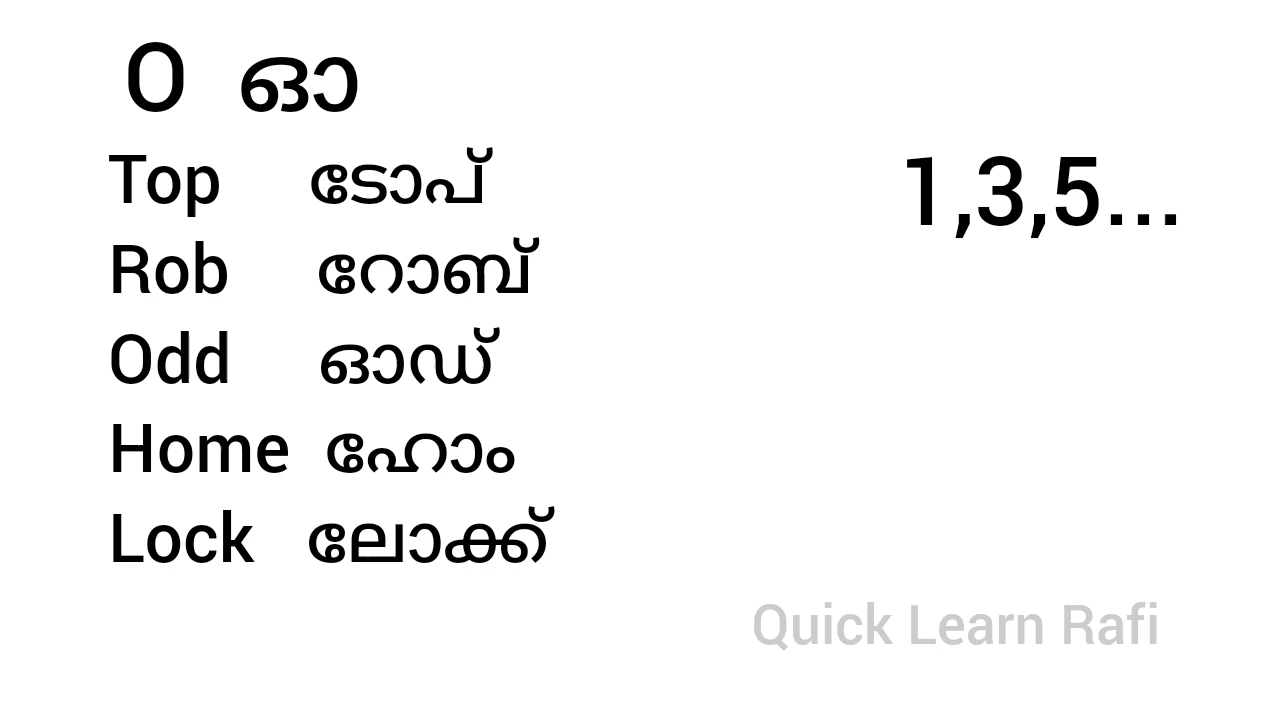 O ഓ
Top ടോപ്
Rob റോബ്
Odd ഓഡ്
Home ഹോം
Lock ലോക്ക്
1,3,5...
Quick Learn Rafi